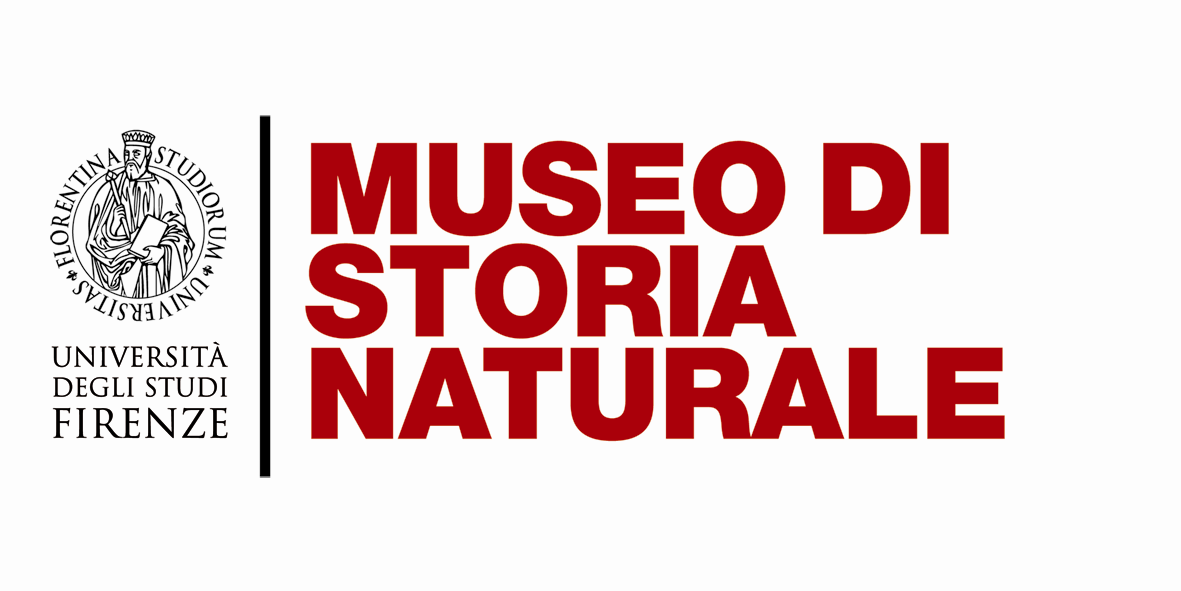 FLORENTINA STUDIORUM UNIVERSITAS
UNIVERSITÀ
DEGLI STUDI
FIRENZE
MUSEO DI
STORIA
NATURALE